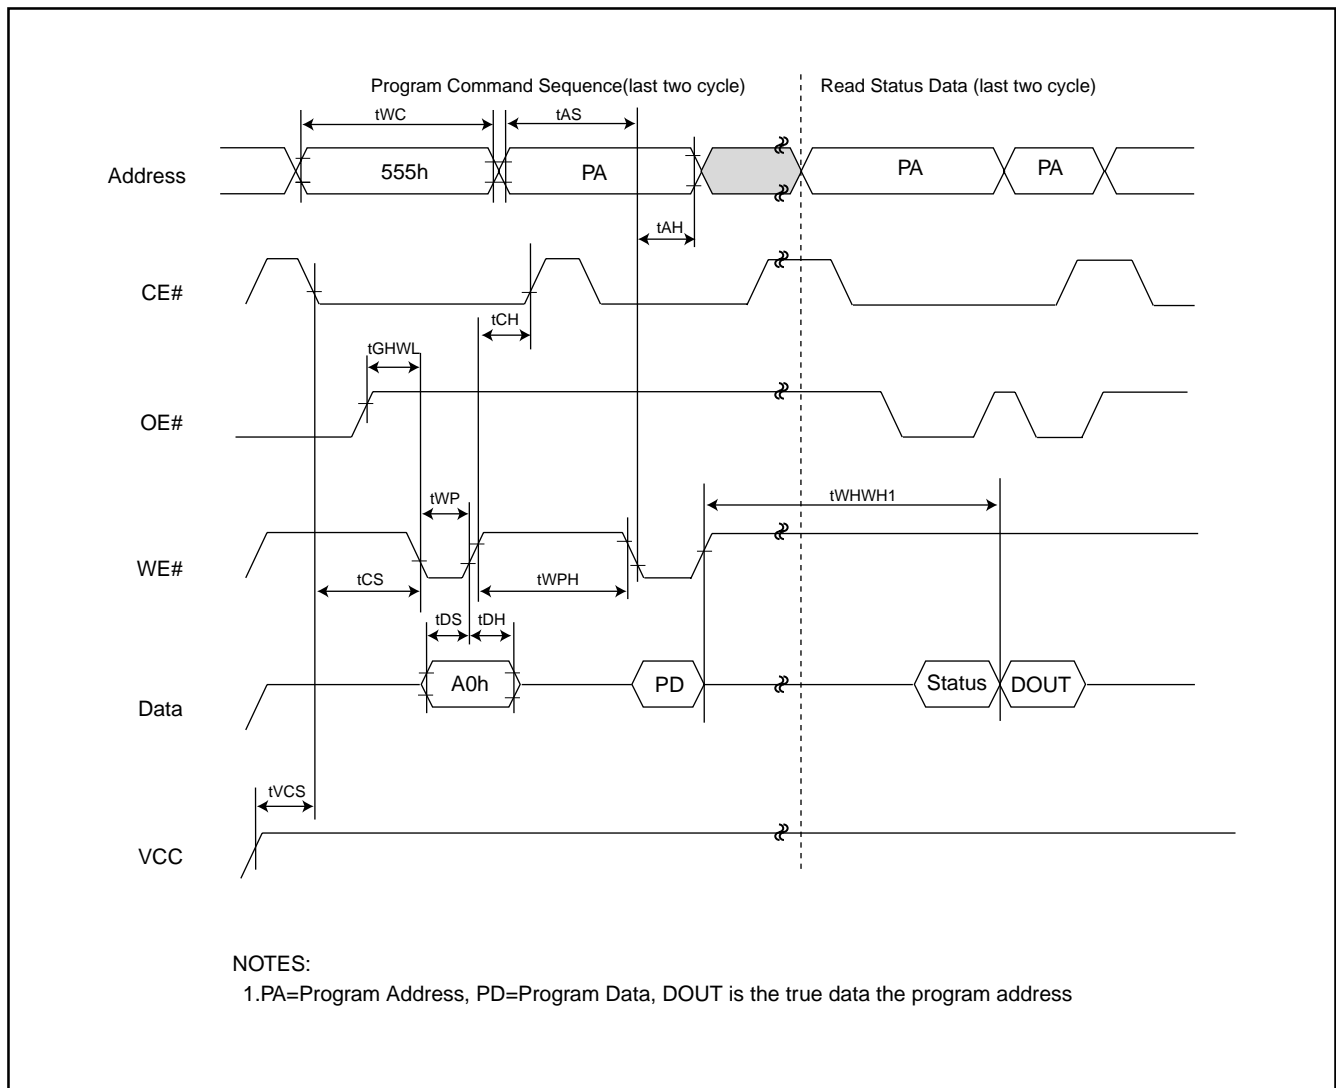 Program Command Sequence(last two cycle)
Read Status Data (last two cycle)
tWC
tAS
Address
555h
PA
PA
PA
tAH
CE#
tCH
tGHWL
OE#
tWP
tWHWH1
WE#
tCS
tWPH
tDS
tDH
A0h
PD
Status
DOUT
Data
tVCS
VCC
NOTES:
1.PA=Program Address, PD=Program Data, DOUT is the true data the program address